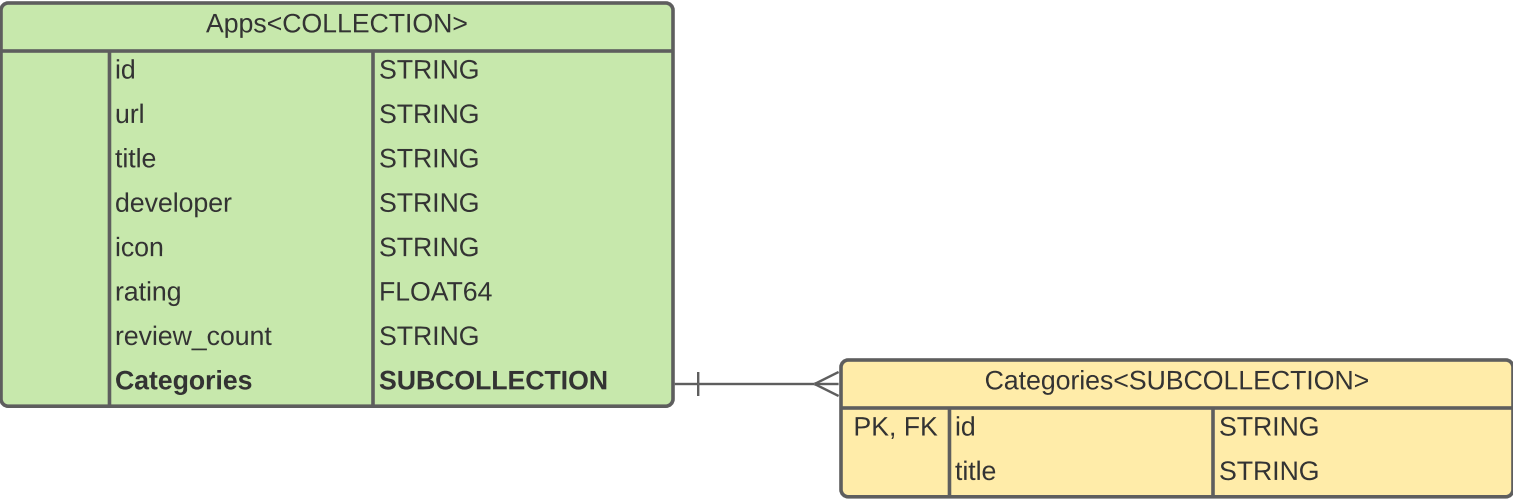 Apps<COLLECTION>
id STRING
url STRING
title STRING
developer STRING
icon STRING
rating FLOAT64
review_count STRING
Categories SUBCOLLECTION
Categories<SUBCOLLECTION>
PK, FK id STRING
title STRING